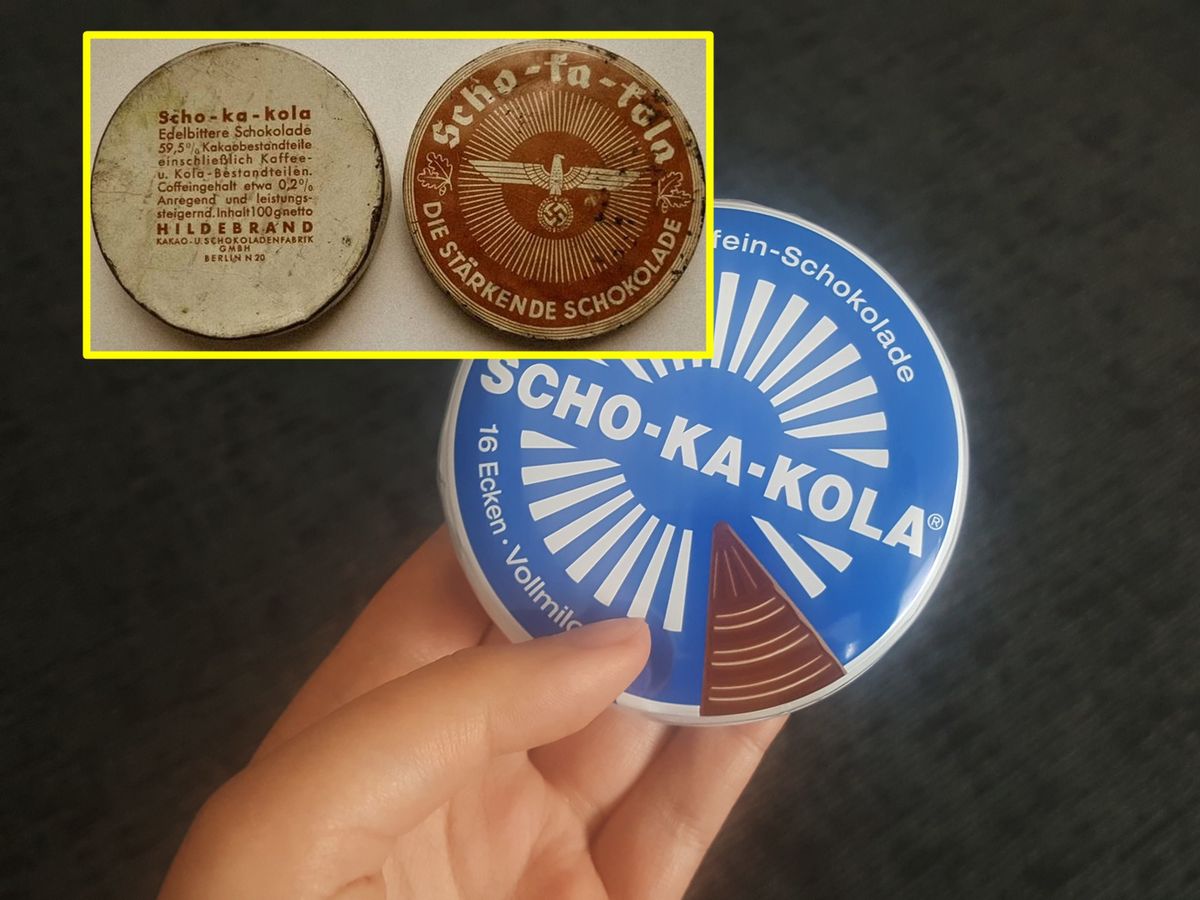 Scho-ka-kola
Edelbittere Schokolade
59,5% Kakaobestandteile
einschließlich Kaffee-
u. Kola-Bestandteilen.
Coffeingehalt etwa 0,2%
Anregend und leistungs-
steigernd. Inhalt 100g netto
HILDEBRAND
KAKAO-U.SCHOKOLADENFABRIK
GMBH
BERLIN N 20
Scho-ka-kola
DIE STÄRKENDE SCHOKOLADE
fein-Schokolade
SCHO-KA-KOLA®
16 Ecken · Vollmilc